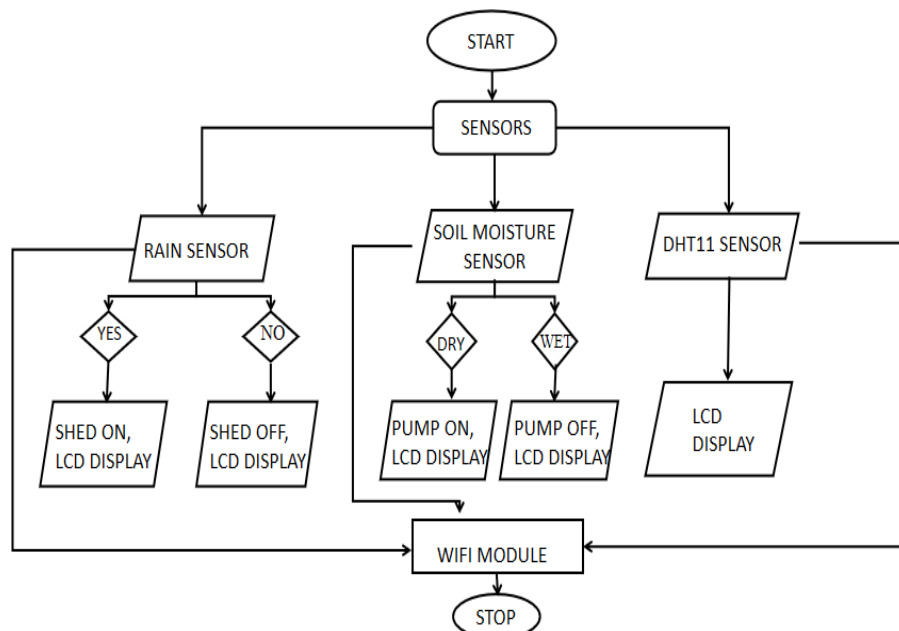 START
SENSORS
RAIN SENSOR
SOIL MOISTURE
SENSOR
DHT11 SENSOR
YES
NO
DRY
WET
SHED ON,
LCD DISPLAY
SHED OFF,
LCD DISPLAY
PUMP ON,
LCD DISPLAY
PUMP OFF,
LCD DISPLAY
LCD
DISPLAY
WIFI MODULE
STOP